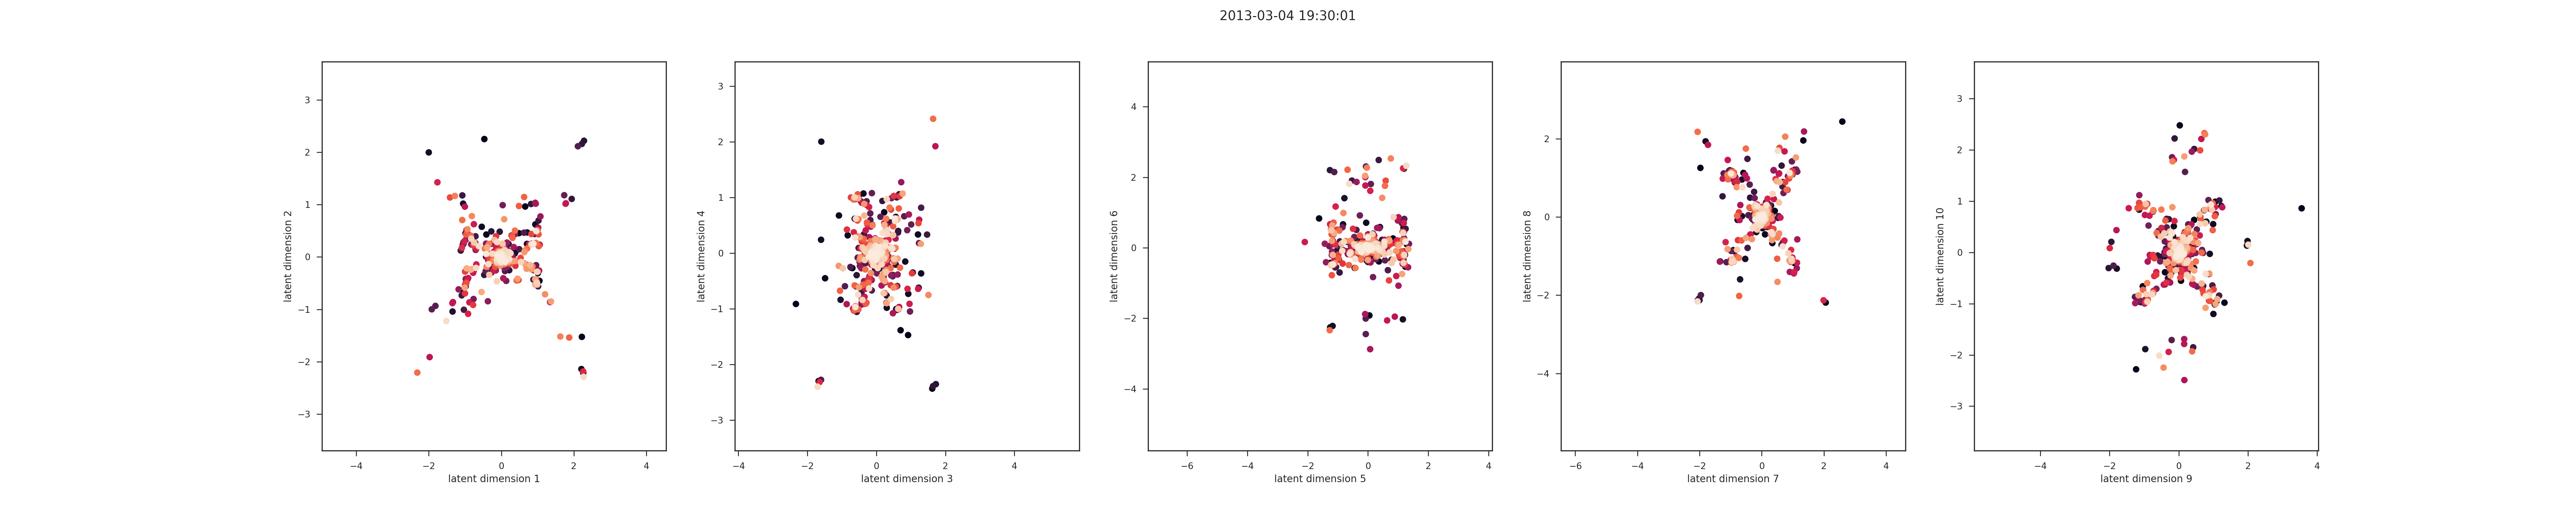 2013-03-04 19:30:01
latent dimension 2
3
2
1
0
−1
−2
−3
−4 −2 0 2 4
latent dimension 1
latent dimension 4
3
2
1
0
−1
−2
−3
−4 −2 0 2 4
latent dimension 3
latent dimension 6
4
2
0
−2
−4
−6 −4 −2 0 2 4
latent dimension 5
latent dimension 8
2
0
−2
−4
−6 −4 −2 0 2 4
latent dimension 7
latent dimension 10
3
2
1
0
−1
−2
−3
−4 −2 0 2 4
latent dimension 9